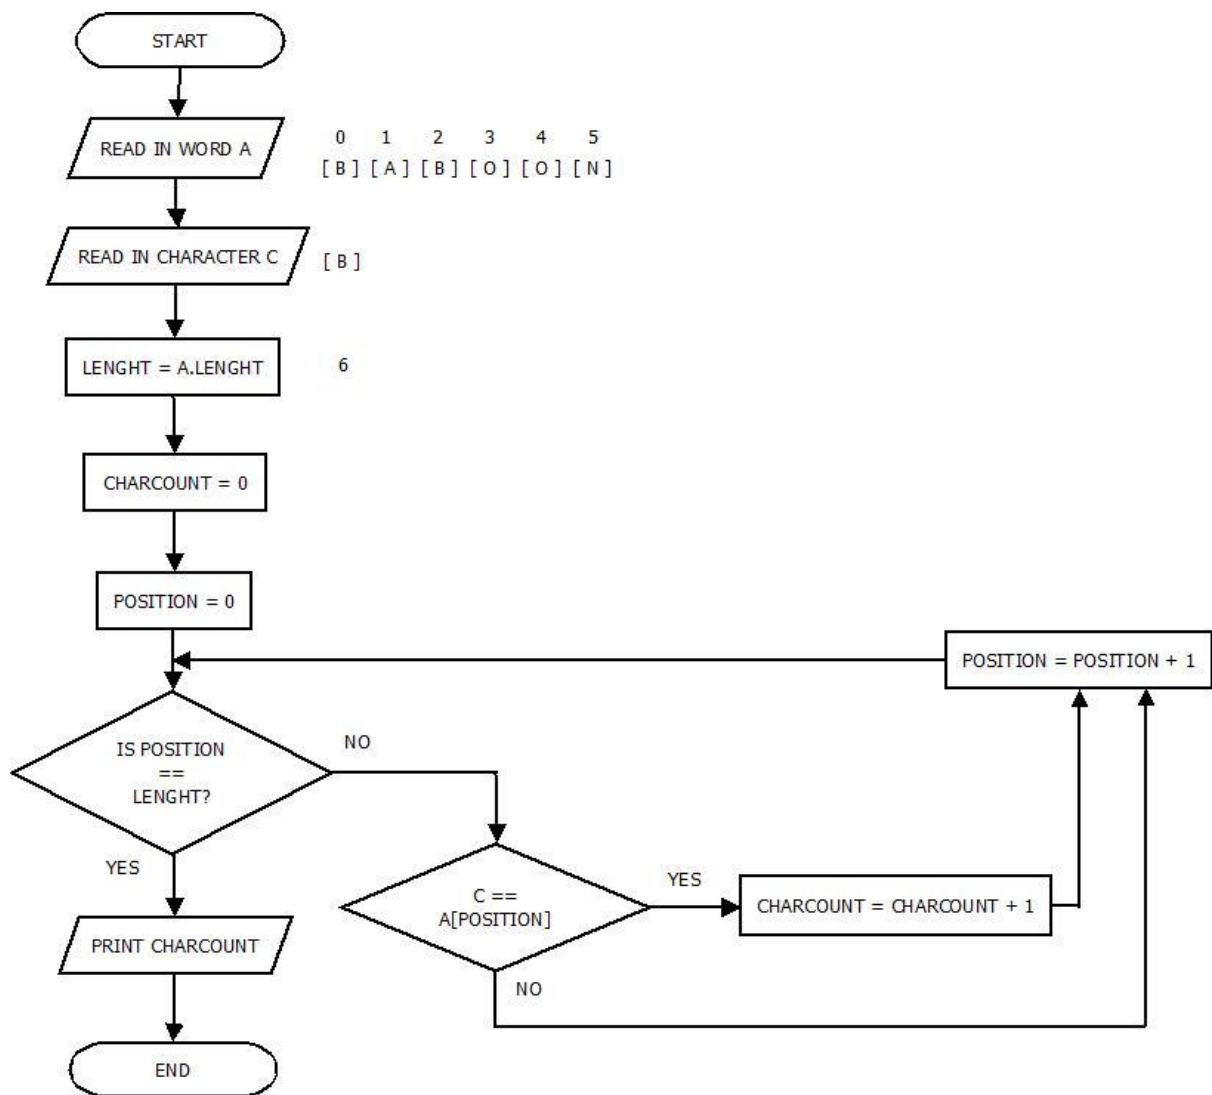 START
READ IN WORD A
0 1 2 3 4 5
[ B ] [ A ] [ B ] [ O ] [ O ] [ N ]
READ IN CHARACTER C
[ B ]
LENGHT = A.LENGHT
6
CHARCOUNT = 0
POSITION = 0
POSITION = POSITION + 1
IS POSITION
==
LENGHT?
NO
YES
C ==
A[POSITION]
YES
CHARCOUNT = CHARCOUNT + 1
NO
PRINT CHARCOUNT
END